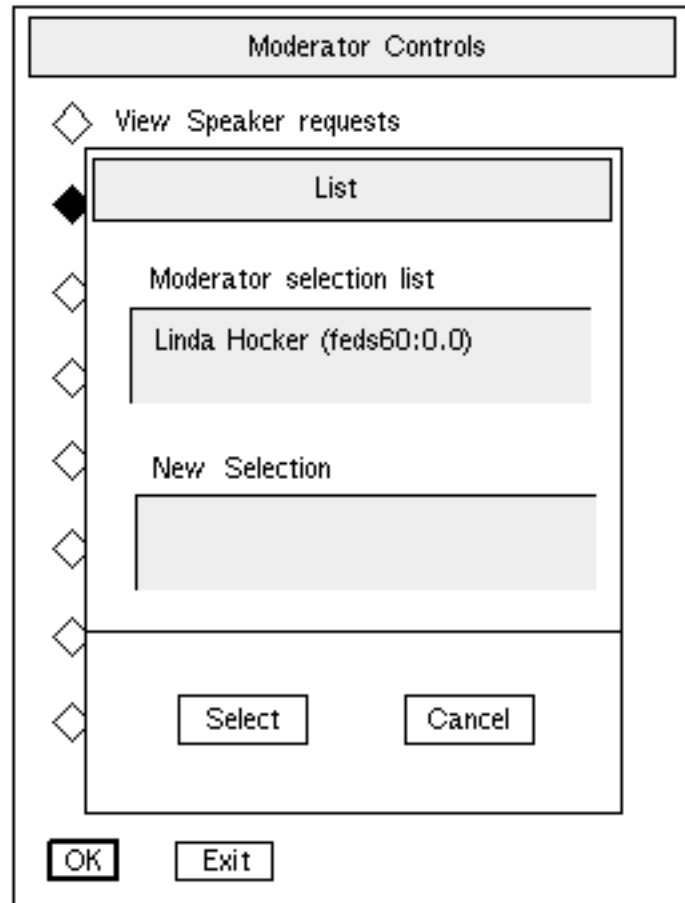 Moderator Controls
View Speaker requests
List
Moderator selection list
Linda Hocker (feds60:0.0)
New Selection
Select Cancel
OK Exit